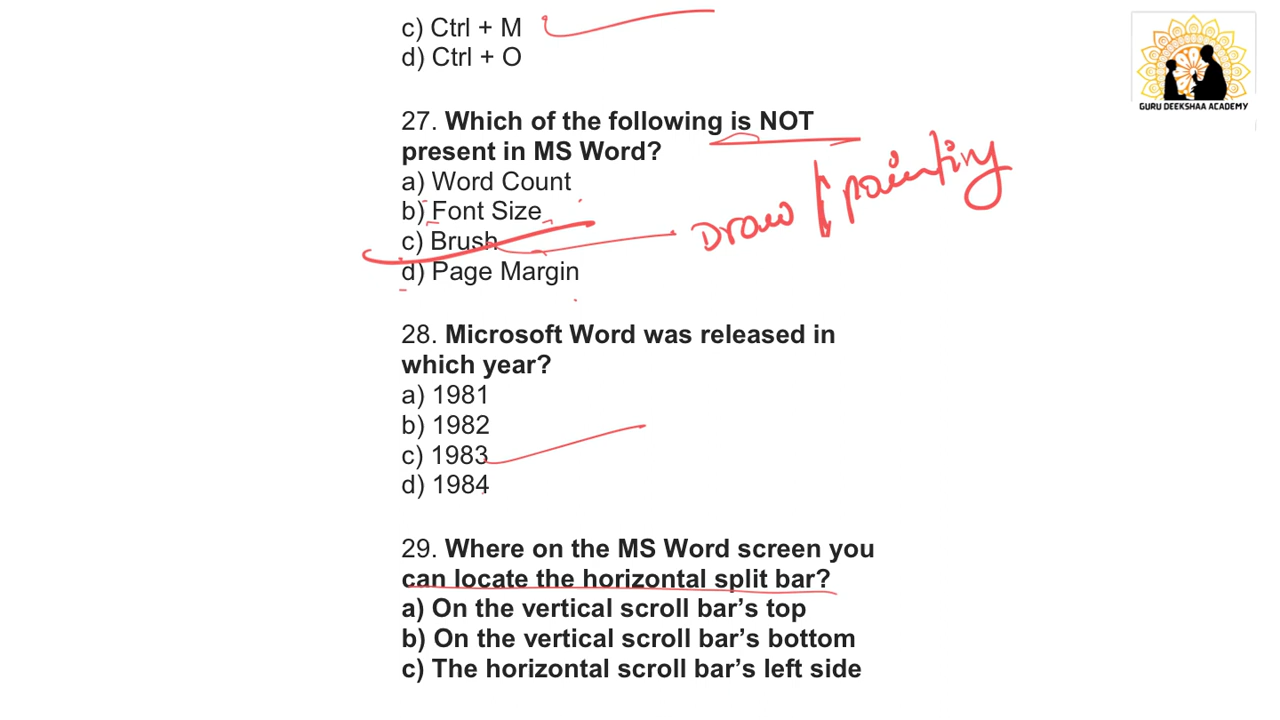 c) Ctrl + M
d) Ctrl + O
GURU DEEKSHAA ACADEMY
27. Which of the following is NOT
present in MS Word?
a) Word Count
b) Font Size
c) Brush
Draw / painting
d) Page Margin
28. Microsoft Word was released in
which year?
a) 1981
b) 1982
c) 1983
d) 1984
29. Where on the MS Word screen you
can locate the horizontal split bar?
a) On the vertical scroll bar’s top
b) On the vertical scroll bar’s bottom
c) The horizontal scroll bar’s left side